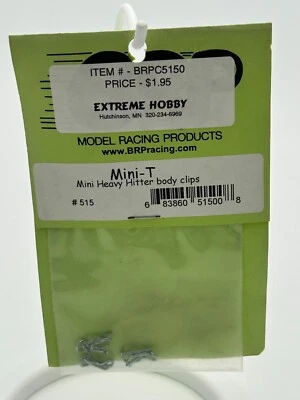 ITEM # - BRPC5150
PRICE - $1.95
EXTREME HOBBY
Hutchinson, MN 320-234-6969
MODEL RACING PRODUCTS
www.BRPracing.com
Mini-T
Mini Heavy Hitter body clips
# 515
6 83860 51500 8